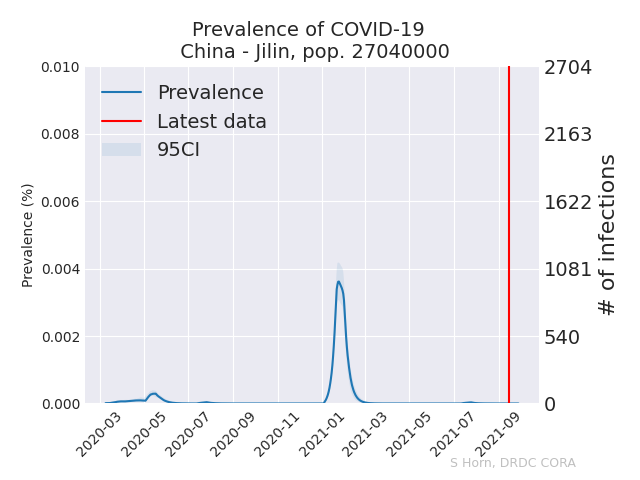 Prevalence of COVID-19
China - Jilin, pop. 27040000
Prevalence
Latest data
95CI
Prevalence (%)
0.010
0.008
0.006
0.004
0.002
0.000
2704
2163
1622
1081
540
0
# of infections
2020-03
2020-05
2020-07
2020-09
2020-11
2021-01
2021-03
2021-05
2021-07
2021-09
S Horn, DRDC CORA